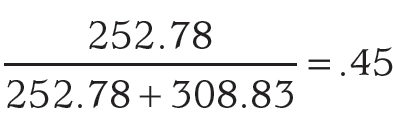 252.78
252.78 + 308.83 = .45